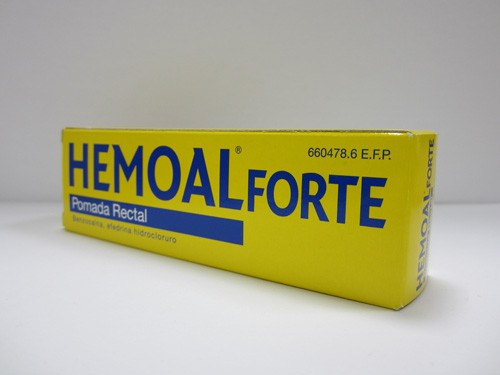 660478.6 E.F.P.
HEMOAL® FORTE
Pomada Rectal
Benzocaína, efedrina hidrocloruro
HEMOAL FORTE